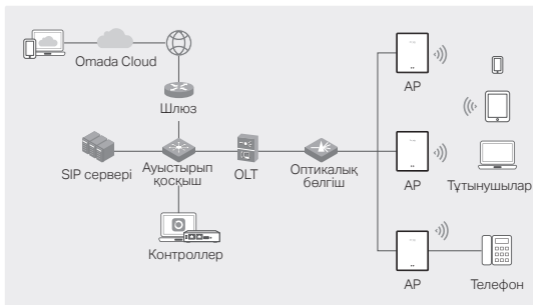 Omada Cloud
Шлюз
AP
SIP сервері
Ауыстырып
қосқыш
OLT
Оптикалық
бөлгіш
AP
Тұтынушылар
Контроллер
AP
Телефон